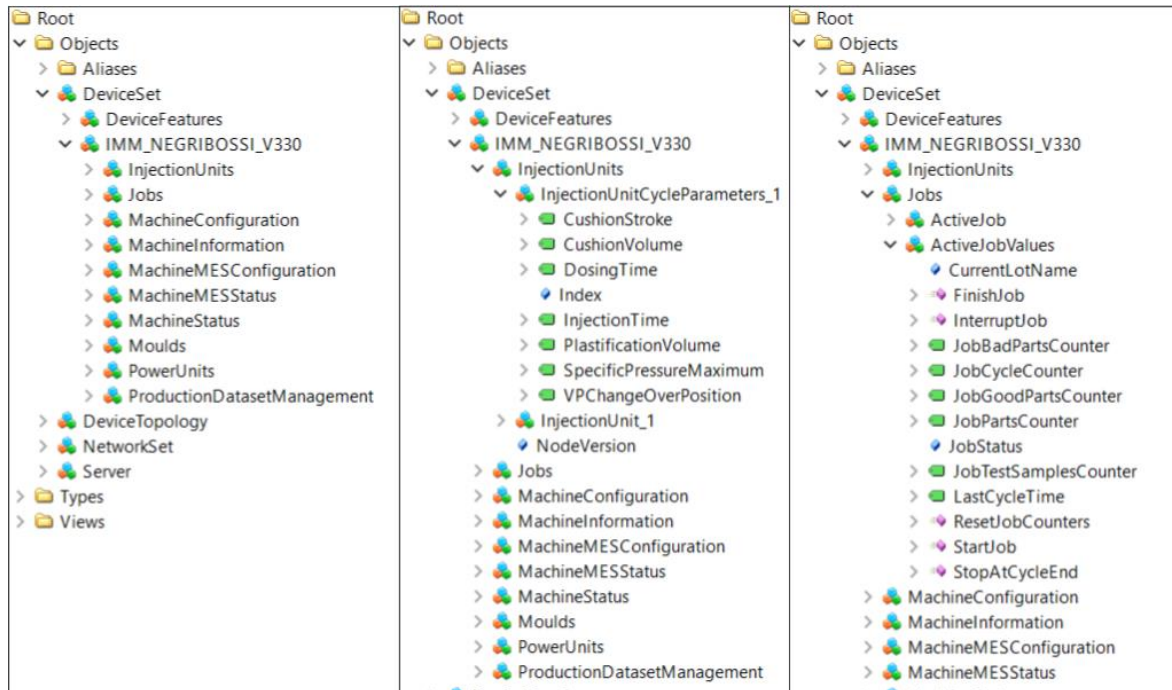 Root
Objects
Aliases
DeviceSet
DeviceFeatures
IMM_NEGRIBOSSI_V330
InjectionUnits
Jobs
MachineConfiguration
MachineInformation
MachineMESConfiguration
MachineMESStatus
MachineStatus
Moulds
PowerUnits
ProductionDatasetManagement
DeviceTopology
NetworkSet
Server
Types
Views
Root
Objects
Aliases
DeviceSet
DeviceFeatures
IMM_NEGRIBOSSI_V330
InjectionUnits
InjectionUnitCycleParameters_1
CushionStroke
CushionVolume
DosingTime
Index
InjectionTime
PlastificationVolume
SpecificPressureMaximum
VPChangeOverPosition
InjectionUnit_1
NodeVersion
Jobs
MachineConfiguration
MachineInformation
MachineMESConfiguration
MachineMESStatus
MachineStatus
Moulds
PowerUnits
ProductionDatasetManagement
Root
Objects
Aliases
DeviceSet
DeviceFeatures
IMM_NEGRIBOSSI_V330
InjectionUnits
Jobs
ActiveJob
ActiveJobValues
CurrentLotName
FinishJob
InterruptJob
JobBadPartsCounter
JobCycleCounter
JobGoodPartsCounter
JobPartsCounter
JobStatus
JobTestSamplesCounter
LastCycleTime
ResetJobCounters
StartJob
StopAtCycleEnd
MachineConfiguration
MachineInformation
MachineMESConfiguration
MachineMESStatus